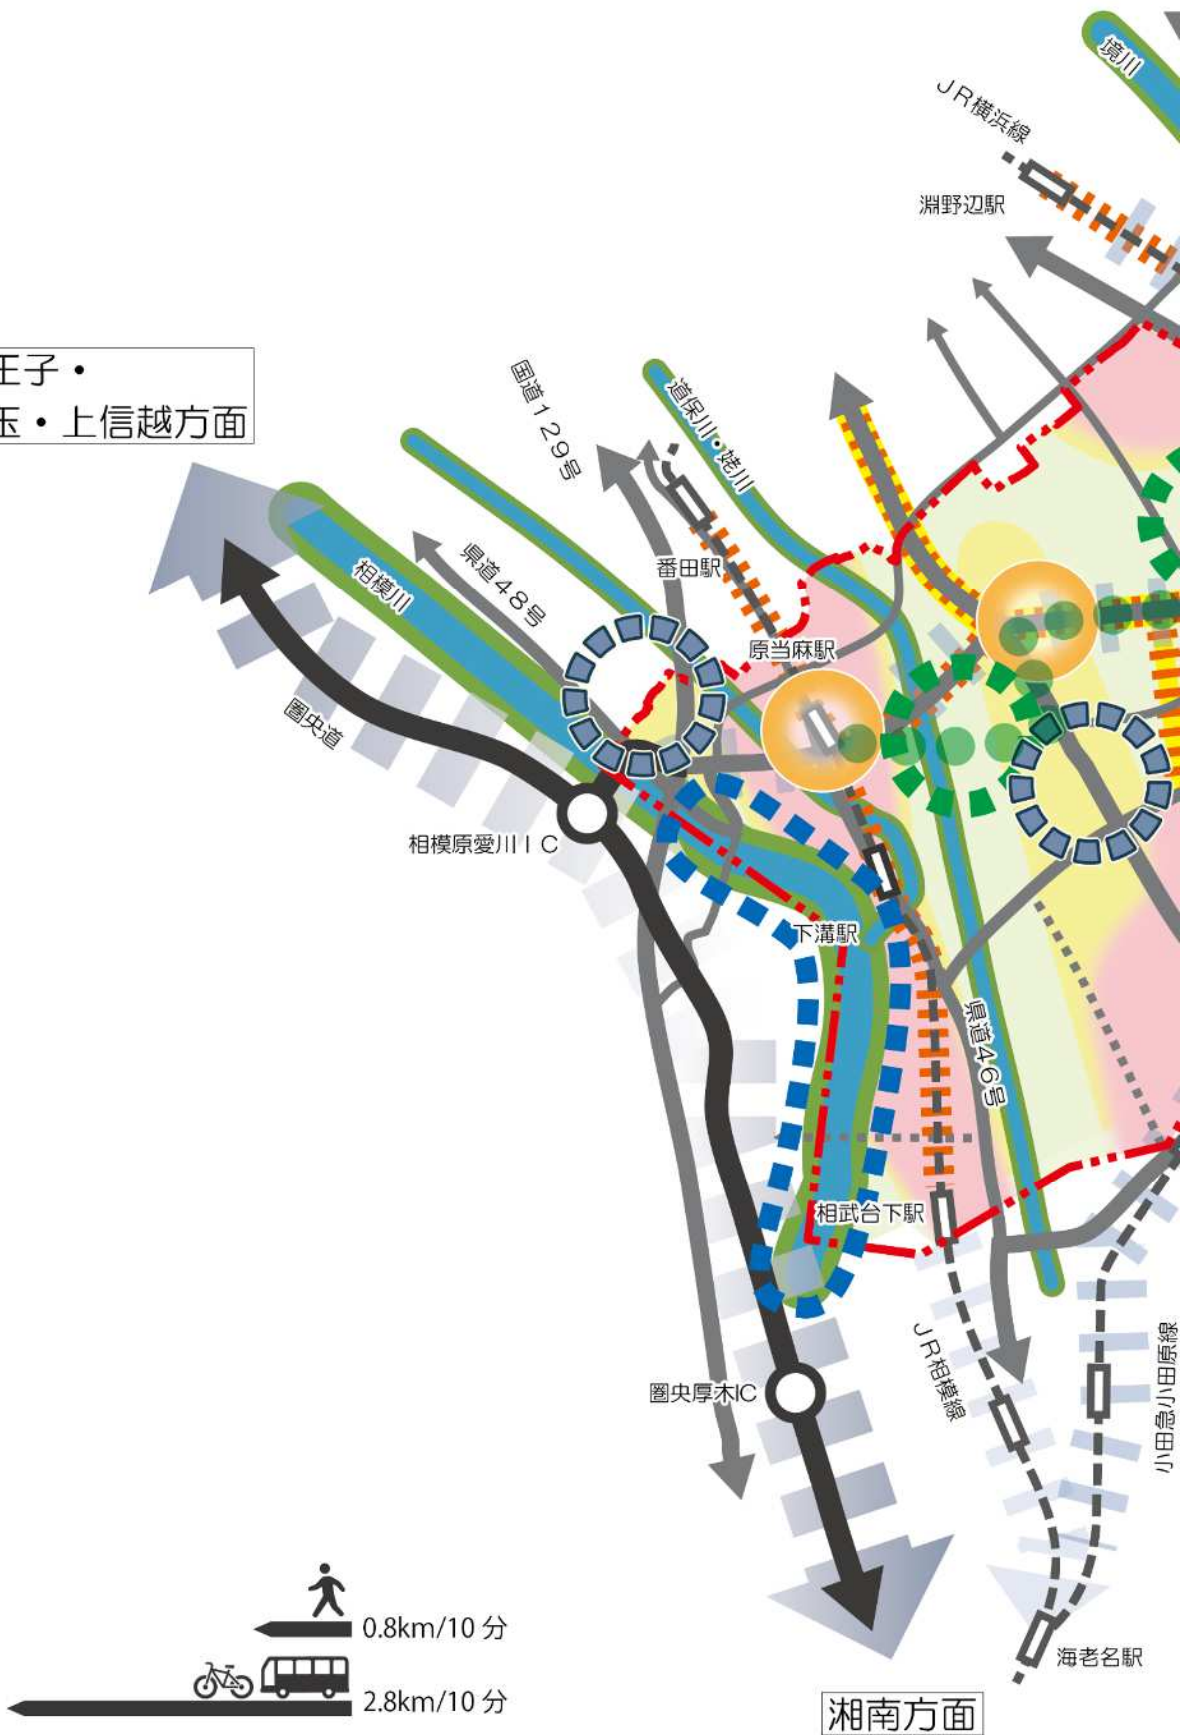 境川
JR横浜線
淵野辺駅
王子・
玉・上信越方面
国道129号
道保川・姥川
県道48号
番田駅
相模川
原当麻駅
圏央道
相模原愛川IC
下溝駅
県道46号
相武台下駅
JR相模線
小田急小田原線
圏央厚木IC
0.8km/10分
海老名駅
2.8km/10分
湘南方面